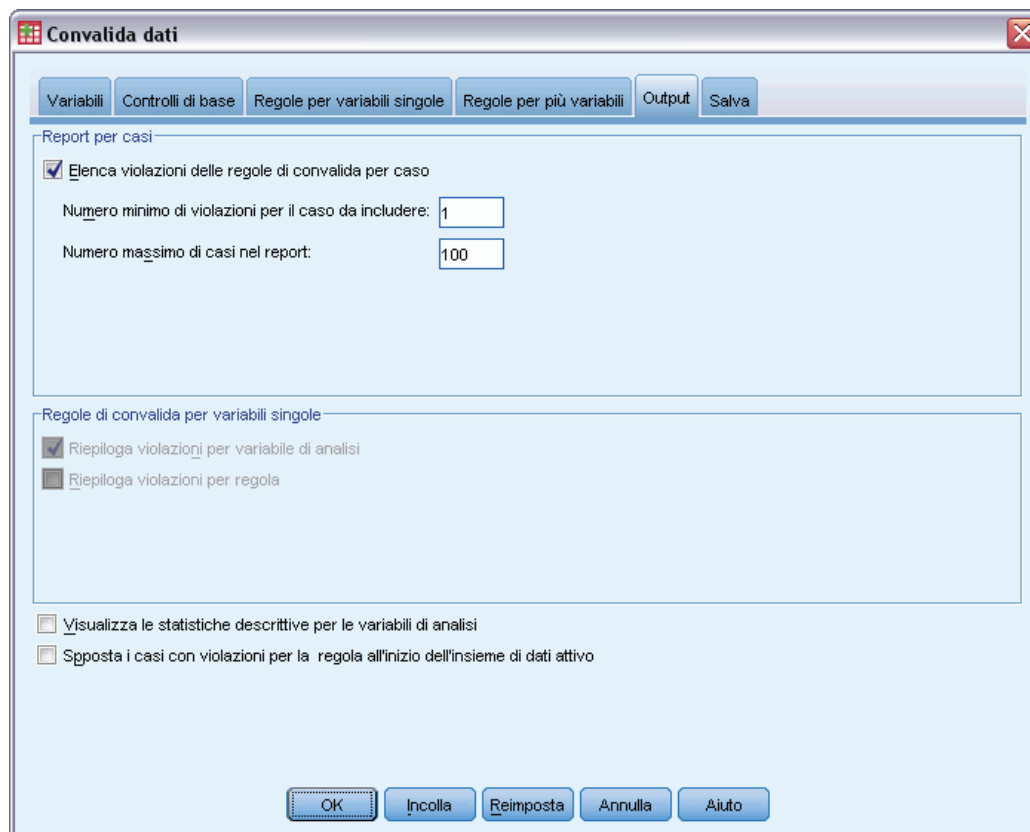 Convalida dati
Variabili Controlli di base Regole per variabili singole Regole per più variabili Output Salva
Report per casi
Elenca violazioni delle regole di convalida per caso
Numero minimo di violazioni per il caso da includere: 1
Numero massimo di casi nel report: 100
Regole di convalida per variabili singole
Riepiloga violazioni per variabile di analisi
Riepiloga violazioni per regola
Visualizza le statistiche descrittive per le variabili di analisi
Spposta i casi con violazioni per la regola all'inizio dell'insieme di dati attivo
OK Incolla Reimposta Annulla Aiuto